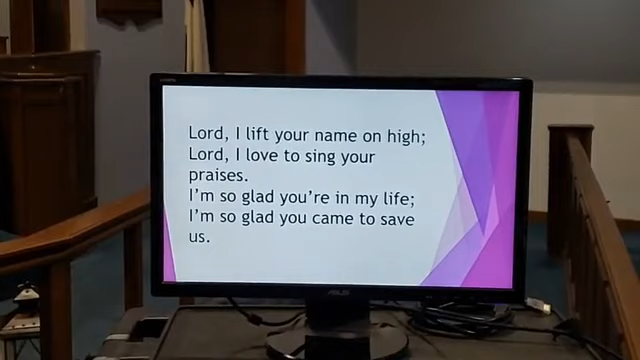 Lord, I lift your name on high;
Lord, I love to sing your
praises.
I'm so glad you're in my life;
I'm so glad you came to save
us.
ASUS